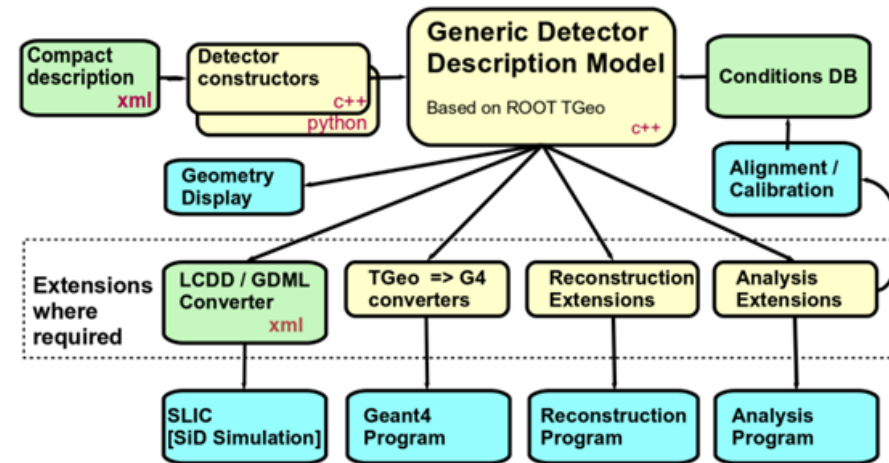 Compact
description
xml
Detector
constructors
c++
python
Generic Detector
Description Model
Based on ROOT TGeo
c++
Conditions DB
Geometry
Display
Alignment /
Calibration
Extensions
where
required
LCDD / GDML
Converter
xml
TGeo => G4
converters
Reconstruction
Extensions
Analysis
Extensions
SLIC
[SiD Simulation]
Geant4
Program
Reconstruction
Program
Analysis
Program